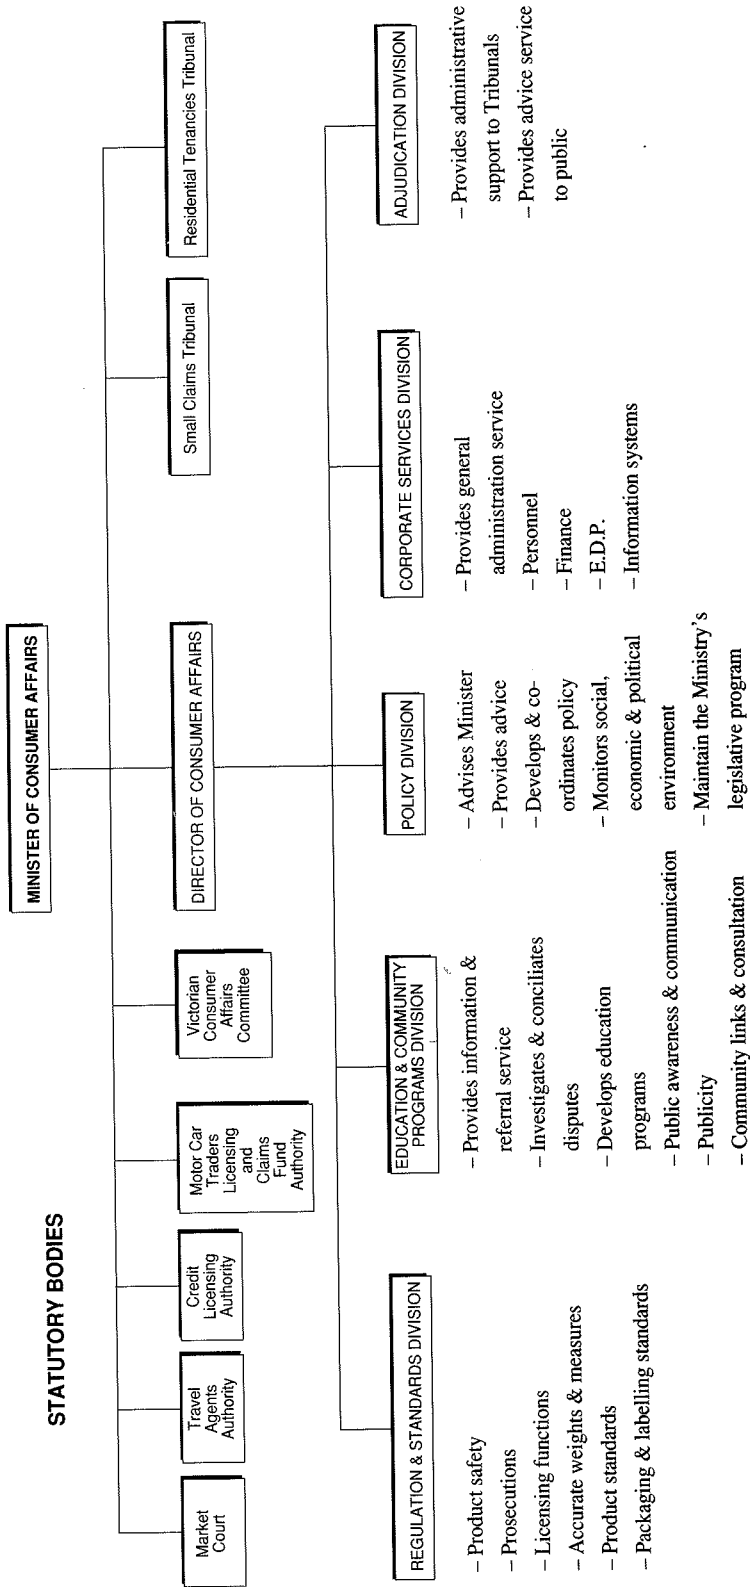 STATUTORY BODIES
MINISTER OF CONSUMER AFFAIRS
Market
Court
Travel
Agents
Authority
Credit
Licensing
Authority
Motor Car
Traders
Licensing
and
Claims
Fund
Authority
Victorian
Consumer
Affairs
Committee
DIRECTOR OF CONSUMER AFFAIRS
Small Claims Tribunal
Residential Tenancies Tribunal
REGULATION & STANDARDS DIVISION
– Product safety
– Prosecutions
– Licensing functions
– Accurate weights & measures
– Product standards
– Packaging & labelling standards
EDUCATION & COMMUNITY
PROGRAMS DIVISION
– Provides information &
referral service
– Investigates & conciliates
disputes
– Develops education
programs
– Public awareness & communication
– Publicity
– Community links & consultation
POLICY DIVISION
– Advises Minister
– Provides advice
– Develops & co-
ordinates policy
– Monitors social,
economic & political
environment
– Maintain the Ministry's
legislative program
CORPORATE SERVICES DIVISION
– Provides general
administration service
– Personnel
– Finance
– E.D.P.
– Information systems
ADJUDICATION DIVISION
– Provides administrative
support to Tribunals
– Provides advice service
to public